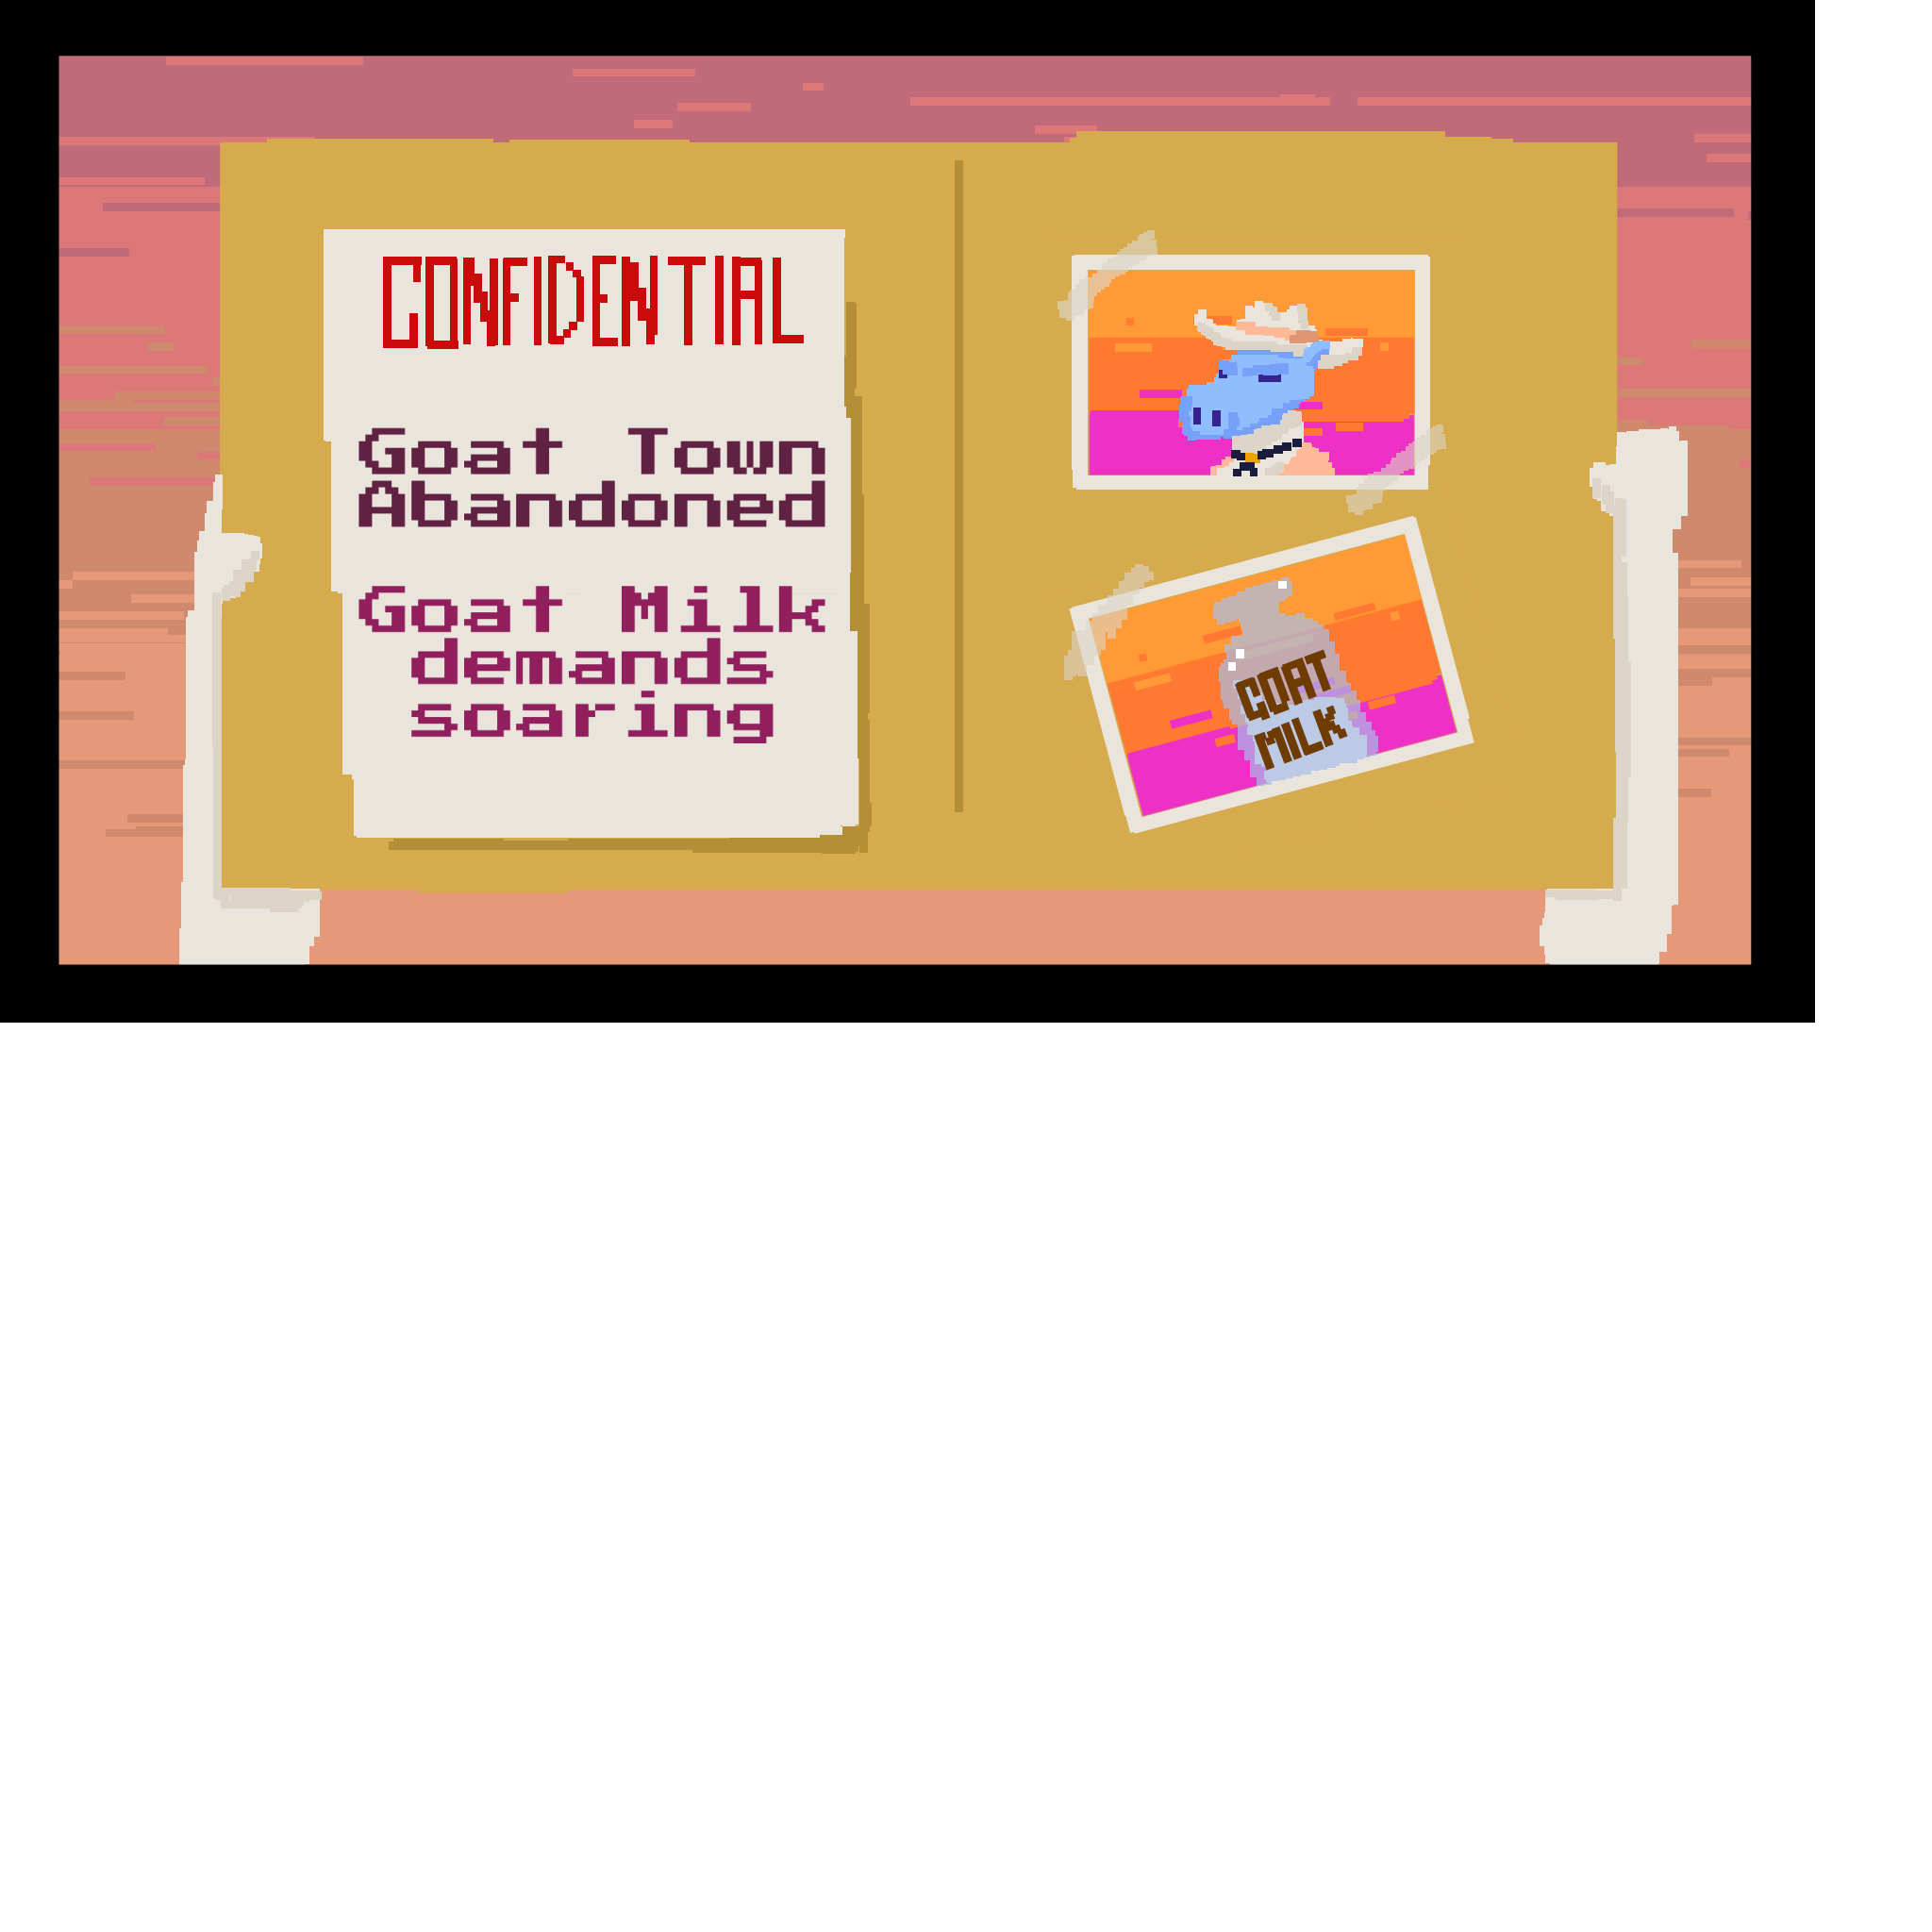 CONFIDENTIAL
Goat Town
Abandoned
Goat Milk
demands
soaring
GOAT
MILK